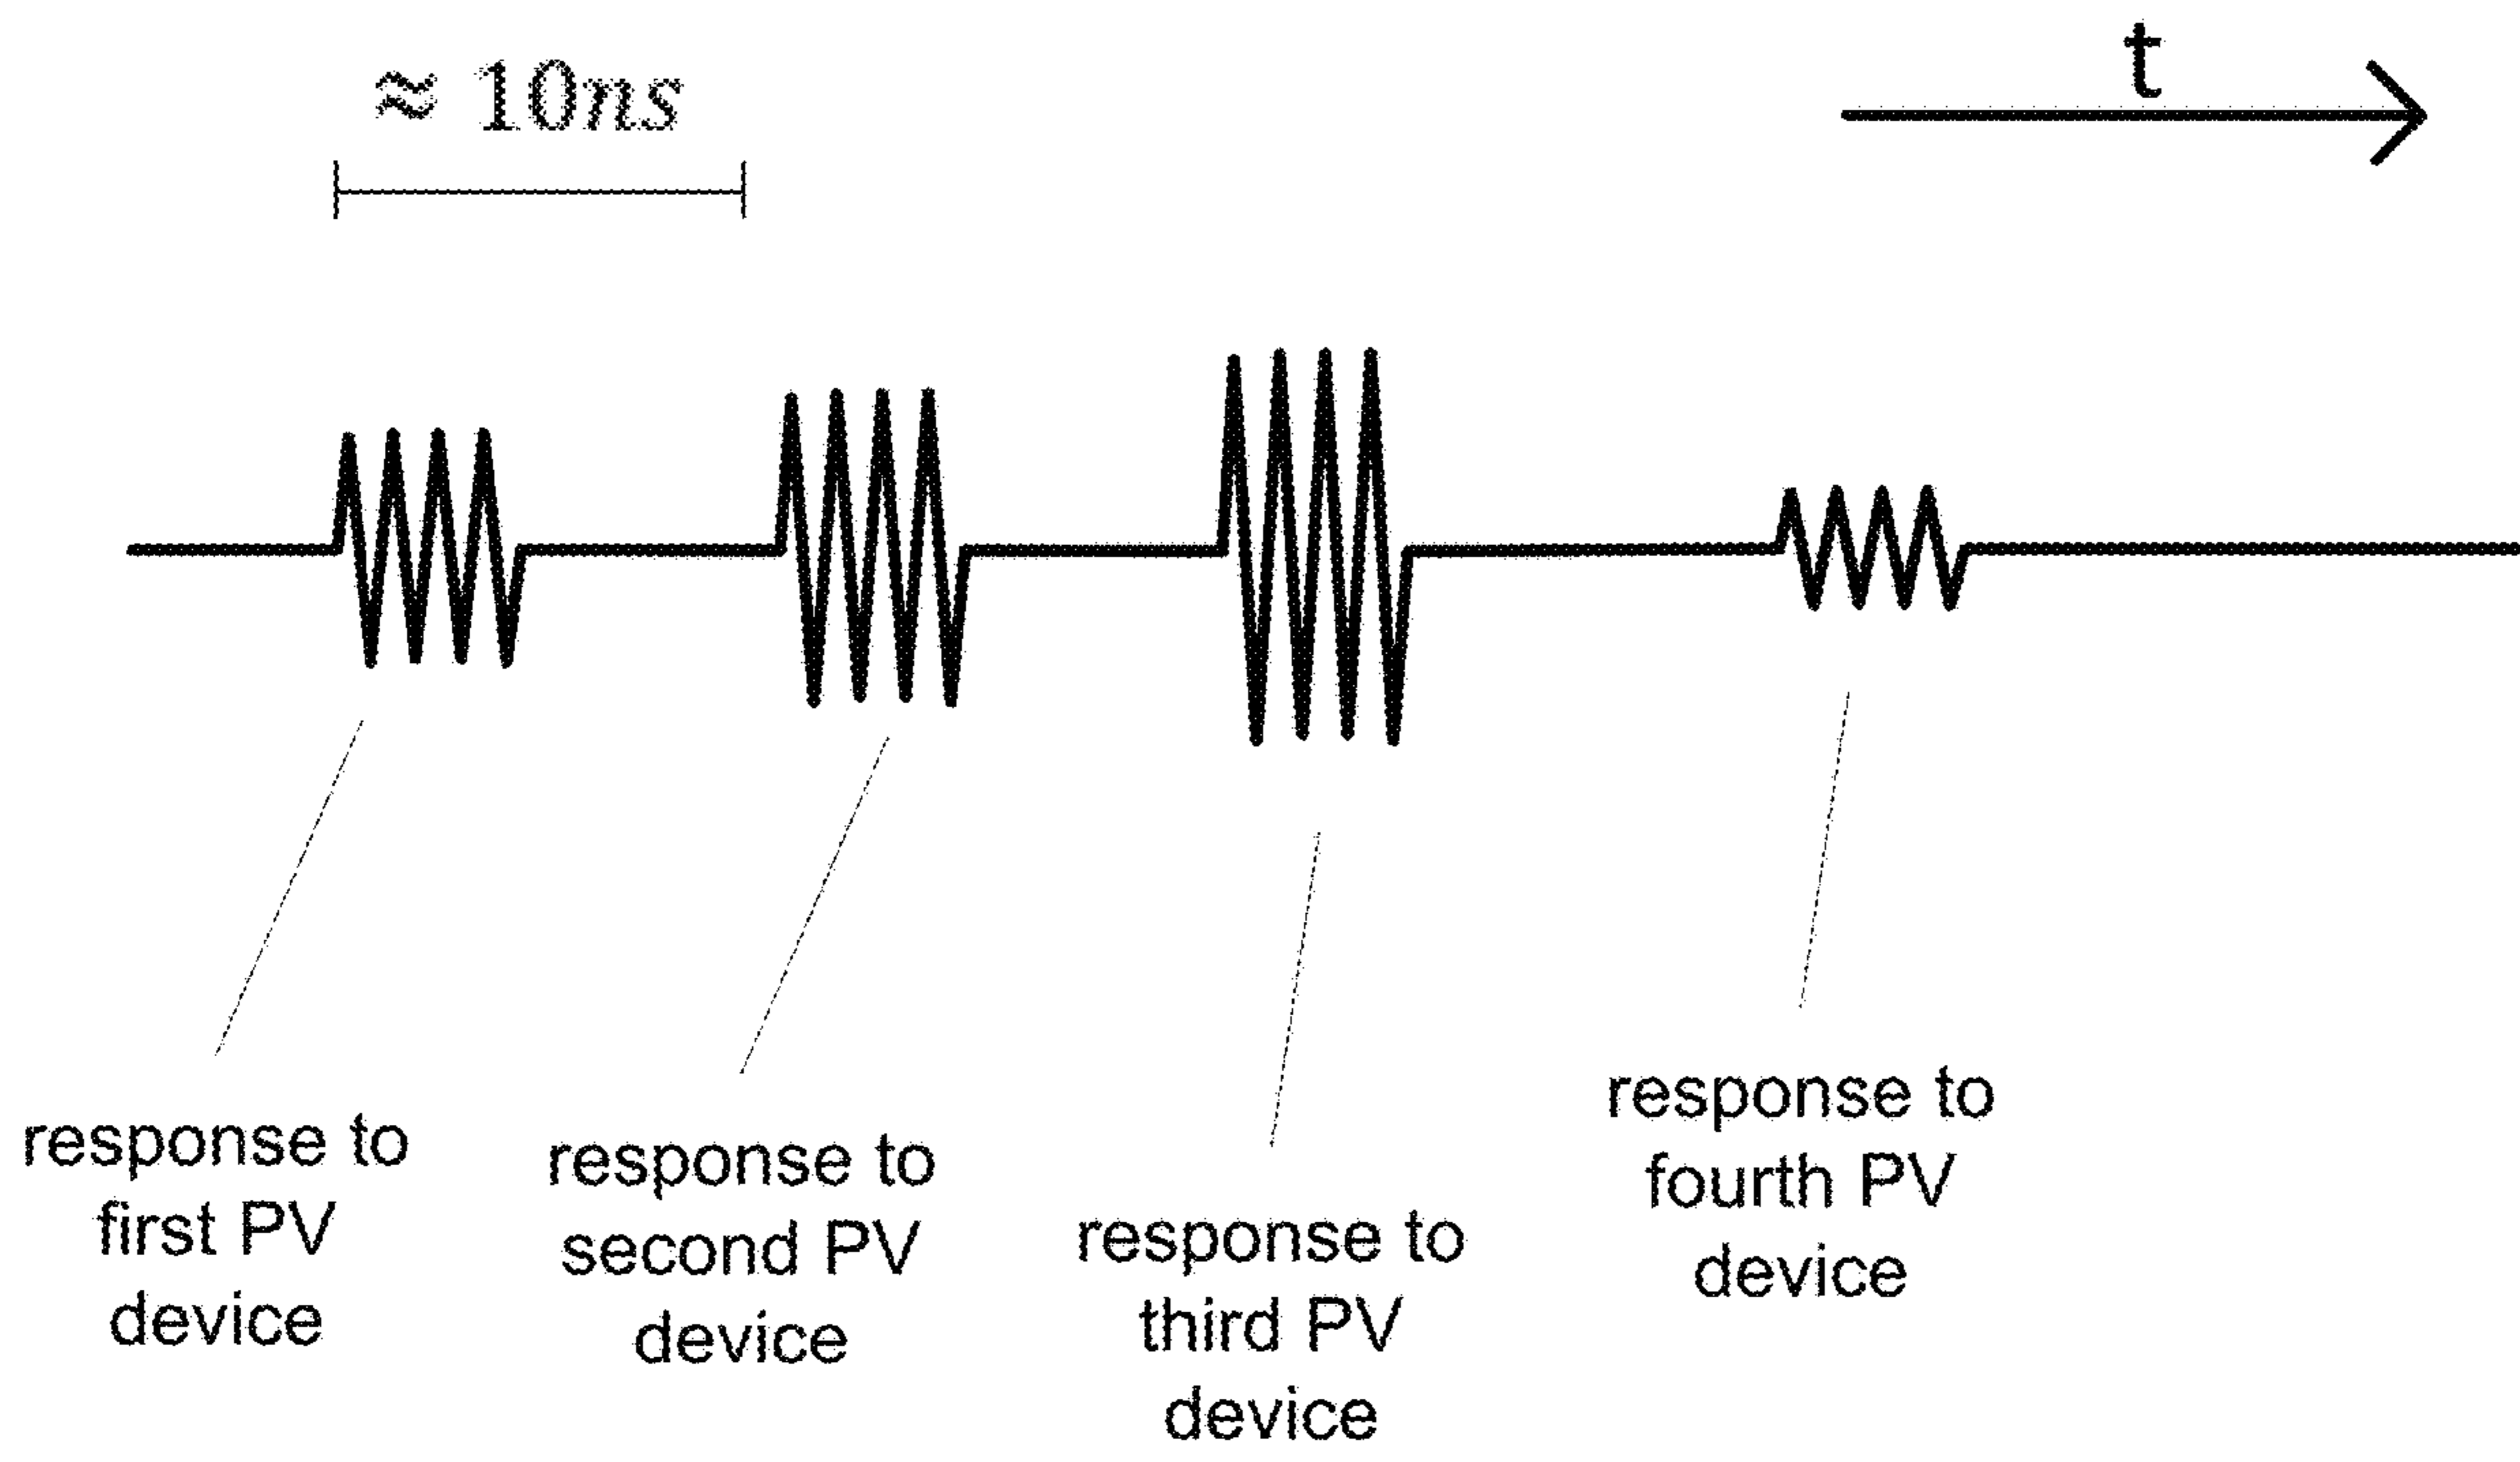 ≈ 10ns
t
response to
first PV
device
response to
second PV
device
response to
third PV
device
response to
fourth PV
device